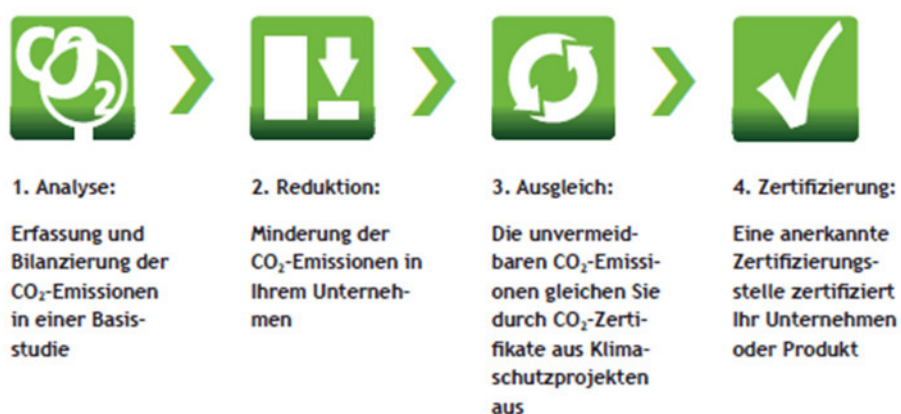 CO2
1. Analyse:
Erfassung und
Bilanzierung der
CO₂-Emissionen
in einer Basis-
studie
2. Reduktion:
Minderung der
CO₂-Emissionen in
Ihrem Unterneh-
men
3. Ausgleich:
Die unvermeid-
baren CO₂-Emissi-
onen gleichen Sie
durch CO₂-Zerti-
fikate aus Klima-
schutzprojekten
aus
4. Zertifizierung:
Eine anerkannte
Zertifizierungs-
stelle zertifiziert
Ihr Unternehmen
oder Produkt